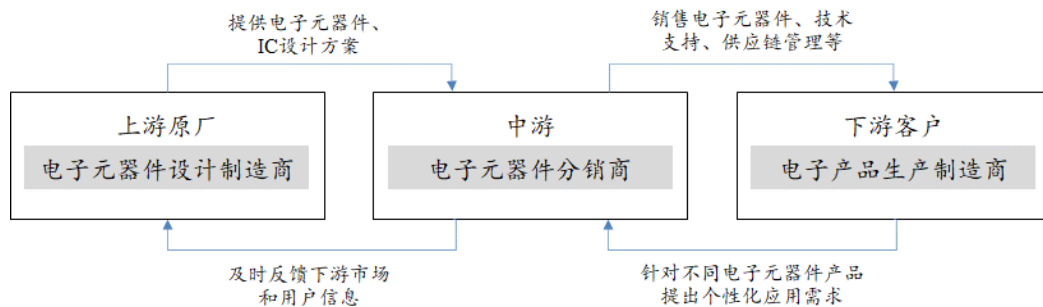 提供电子元器件、
IC设计方案
销售电子元器件、技术
支持、供应链管理等
上游原厂
电子元器件设计制造商
中游
电子元器件分销商
下游客户
电子产品生产制造商
及时反馈下游市场
和用户信息
针对不同电子元器件产品
提出个性化应用需求